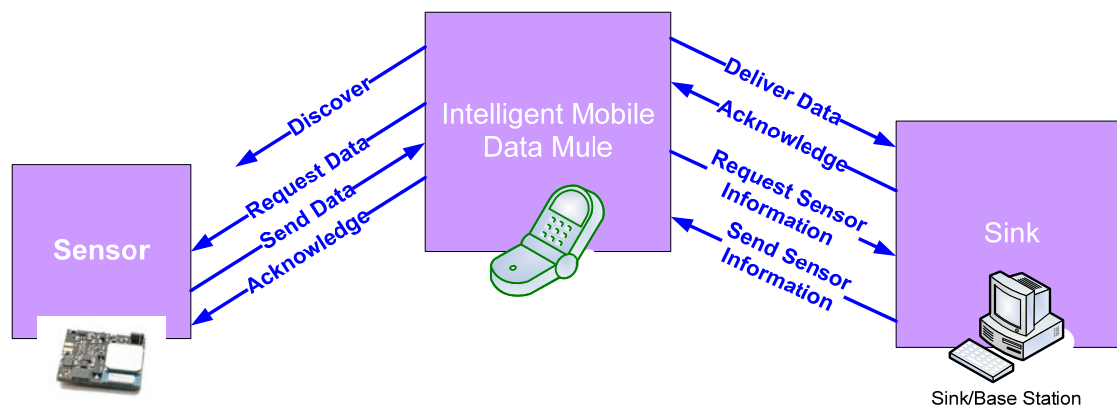 Discover
Request Data
Send Data
Acknowledge
Sensor
Intelligent Mobile
Data Mule
Deliver Data
Acknowledge
Request Sensor
Information
Send Sensor
Information
Sink
Sink/Base Station